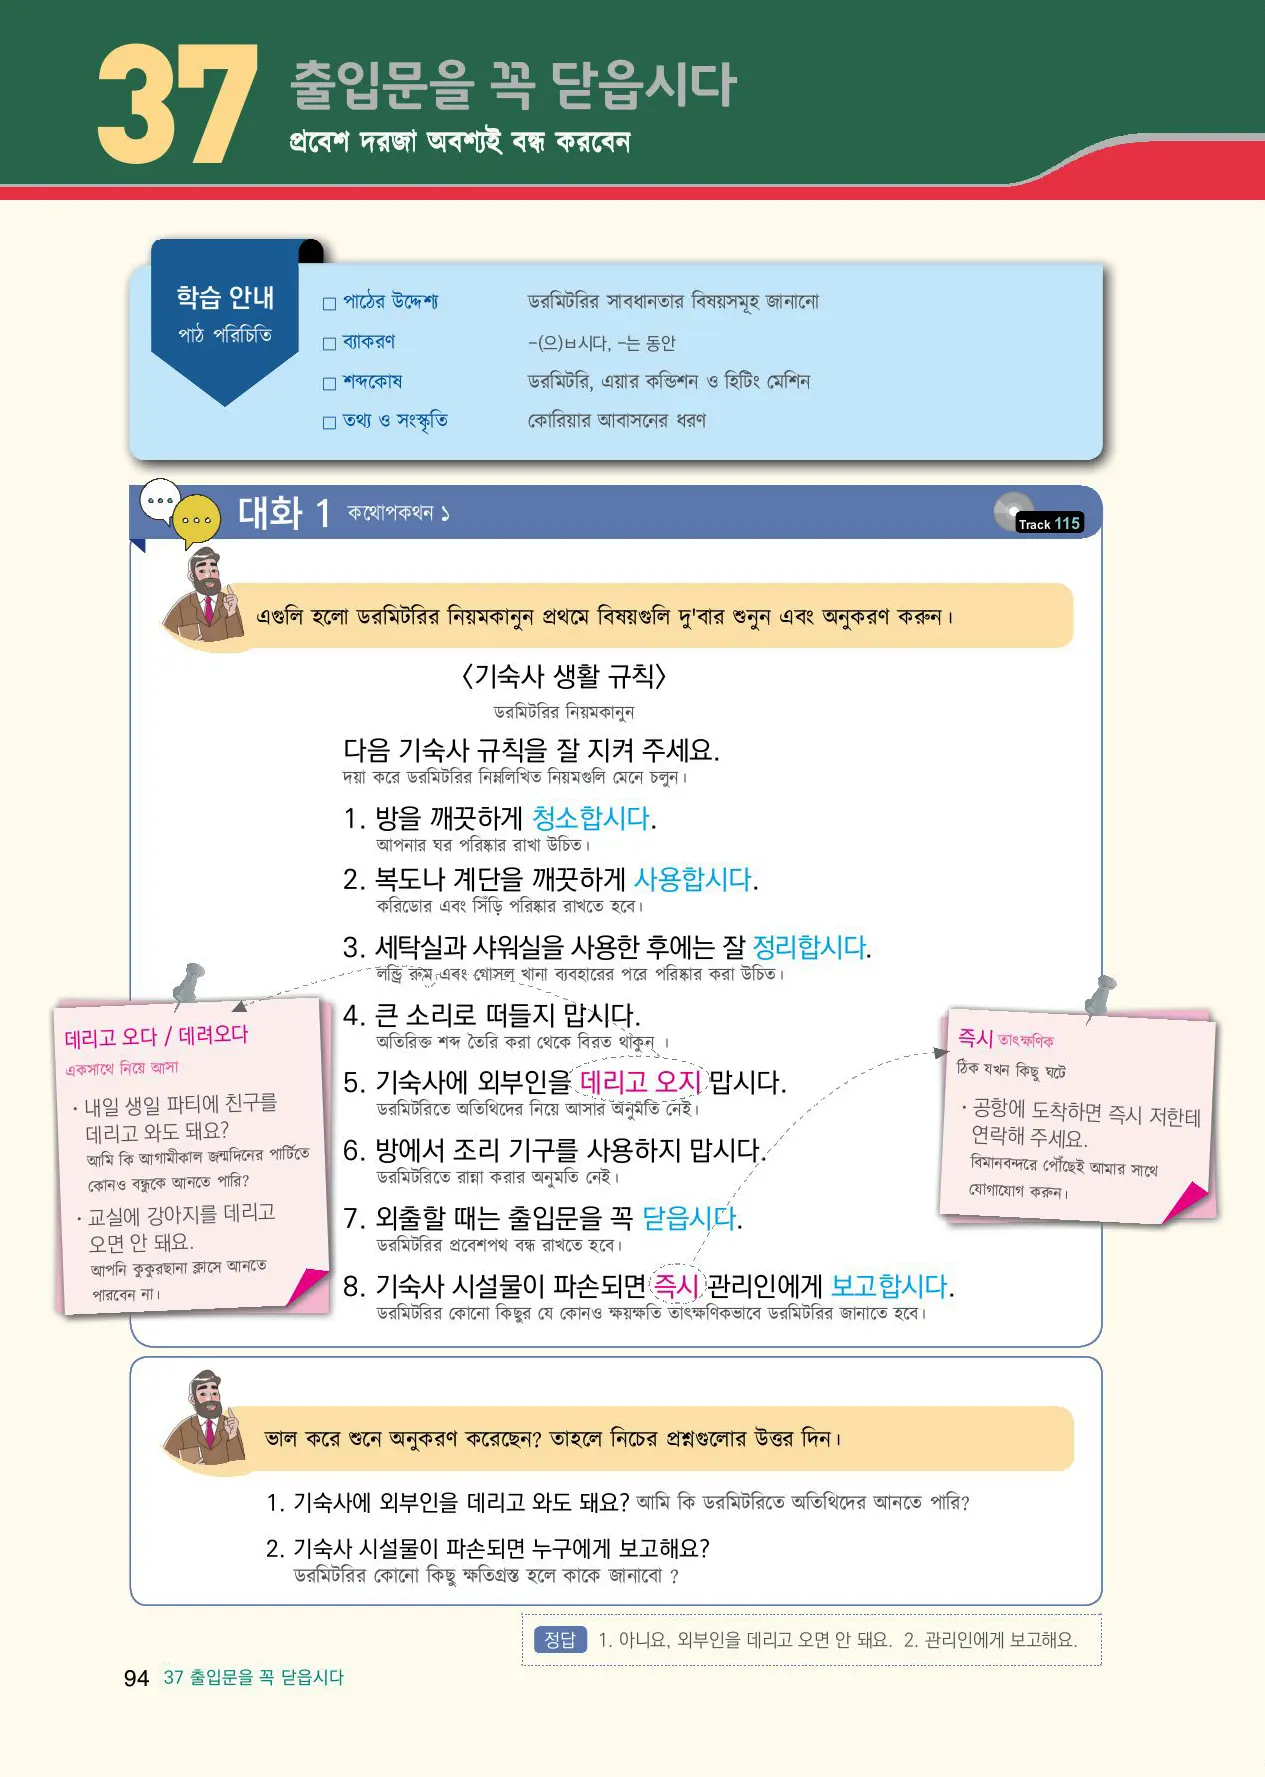 37
출입문을 꼭 닫읍시다
প্রবেশ দরজা অবশ্যই বন্ধ করবেন
학습 안내
পাঠ পরিচিতি
□ পাঠের উদ্দেশ্য ডরমিটরির সাবধানতার বিষয়সমূহ জানানো
□ ব্যাকরণ -(으)ㅂ시다, -는 동안
□ শব্দকোষ ডরমিটরি, এয়ার কন্ডিশন ও হিটিং মেশিন
□ তথ্য ও সংস্কৃতি কোরিয়ার আবাসনের ধরণ
대화 1 কথোপকথন ১
Track 115
এগুলি হলো ডরমিটরির নিয়মকানুন প্রথমে বিষয়গুলি দু'বার শুনুন এবং অনুকরণ করুন।
〈기숙사 생활 규칙〉
ডরমিটরির নিয়মকানুন
다음 기숙사 규칙을 잘 지켜 주세요.
দয়া করে ডরমিটরির নিম্নলিখিত নিয়মগুলি মেনে চলুন।
1. 방을 깨끗하게 청소합시다.
আপনার ঘর পরিষ্কার রাখা উচিত।
2. 복도나 계단을 깨끗하게 사용합시다.
করিডোর এবং সিঁড়ি পরিষ্কার রাখতে হবে।
3. 세탁실과 샤워실을 사용한 후에는 잘 정리합시다.
লন্ড্রি রুম এবং গোসল খানা ব্যবহারের পরে পরিষ্কার করা উচিত।
4. 큰 소리로 떠들지 맙시다.
অতিরিক্ত শব্দ তৈরি করা থেকে বিরত থাকুন ।
5. 기숙사에 외부인을 데리고 오지 맙시다.
ডরমিটরিতে অতিথিদের নিয়ে আসার অনুমতি নেই।
6. 방에서 조리 기구를 사용하지 맙시다.
ডরমিটরিতে রান্না করার অনুমতি নেই।
7. 외출할 때는 출입문을 꼭 닫읍시다.
ডরমিটরির প্রবেশপথ বন্ধ রাখতে হবে।
8. 기숙사 시설물이 파손되면 즉시 관리인에게 보고합시다.
ডরমিটরির কোনো কিছুর যে কোনও ক্ষয়ক্ষতি তাৎক্ষণিকভাবে ডরমিটরির জানাতে হবে।
데리고 오다 / 데려오다
একসাথে নিয়ে আসা
· 내일 생일 파티에 친구를
데리고 와도 돼요?
আমি কি আগামীকাল জন্মদিনের পার্টিতে
কোনও বন্ধুকে আনতে পারি?
· 교실에 강아지를 데리고
오면 안 돼요.
আপনি কুকুরছানা ক্লাসে আনতে
পারবেন না।
즉시 তাৎক্ষণিক
ঠিক যখন কিছু ঘটে
· 공항에 도착하면 즉시 저한테
연락해 주세요.
বিমানবন্দরে পৌঁছেই আমার সাথে
যোগাযোগ করুন।
ভাল করে শুনে অনুকরণ করেছেন? তাহলে নিচের প্রশ্নগুলোর উত্তর দিন।
1. 기숙사에 외부인을 데리고 와도 돼요? আমি কি ডরমিটরিতে অতিথিদের আনতে পারি?
2. 기숙사 시설물이 파손되면 누구에게 보고해요?
ডরমিটরির কোনো কিছু ক্ষতিগ্রস্ত হলে কাকে জানাবো ?
정답 1. 아니요, 외부인을 데리고 오면 안 돼요. 2. 관리인에게 보고해요.
94 37 출입문을 꼭 닫읍시다